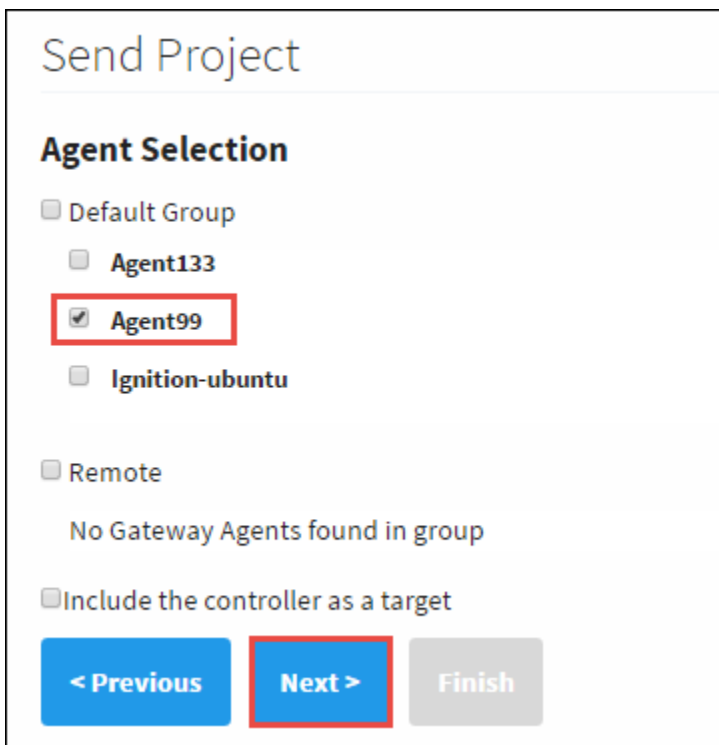 Send Project
Agent Selection
Default Group
Agent133
Agent99
Ignition-ubuntu
Remote
No Gateway Agents found in group
Include the controller as a target
< Previous Next > Finish